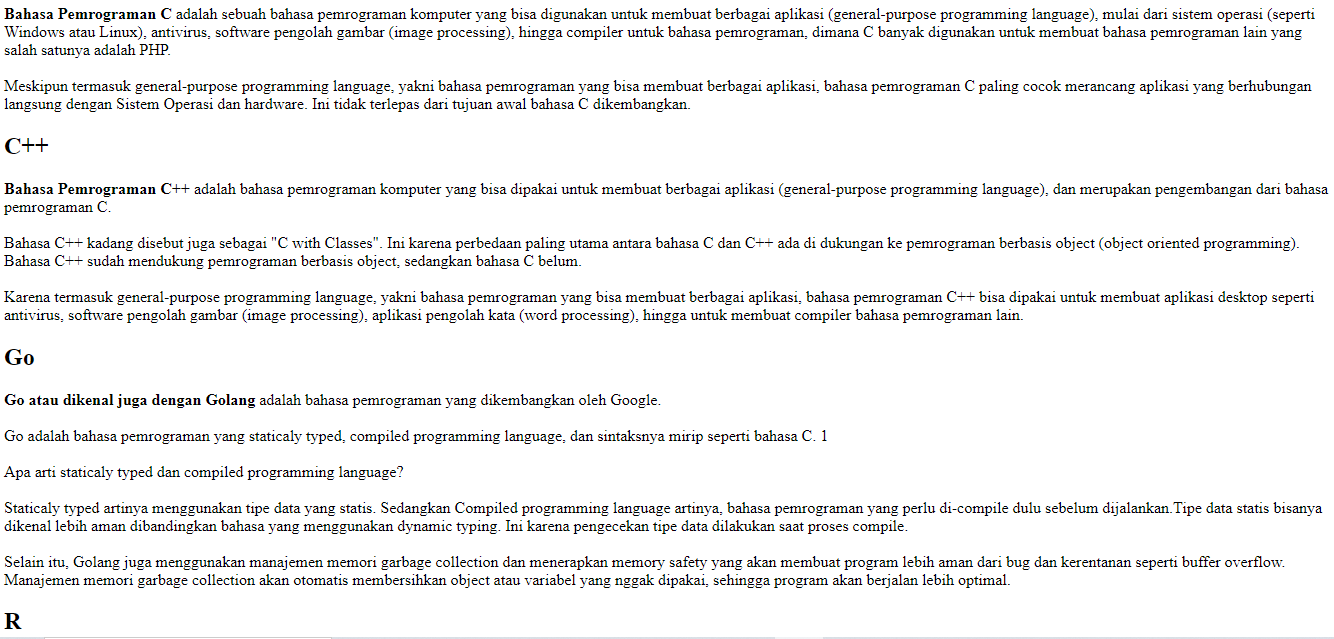 Bahasa Pemrograman C adalah sebuah bahasa pemrograman komputer yang bisa digunakan untuk membuat berbagai aplikasi (general-purpose programming language), mulai dari sistem operasi (seperti
Windows atau Linux), antivirus, software pengolah gambar (image processing), hingga compiler untuk bahasa pemrograman, dimana C banyak digunakan untuk membuat bahasa pemrograman lain yang
salah satunya adalah PHP.
Meskipun termasuk general-purpose programming language, yakni bahasa pemrograman yang bisa membuat berbagai aplikasi, bahasa pemrograman C paling cocok merancang aplikasi yang berhubungan
langsung dengan Sistem Operasi dan hardware. Ini tidak terlepas dari tujuan awal bahasa C dikembangkan.
C++
Bahasa Pemrograman C++ adalah bahasa pemrograman komputer yang bisa dipakai untuk membuat berbagai aplikasi (general-purpose programming language), dan merupakan pengembangan dari bahasa
pemrograman C.
Bahasa C++ kadang disebut juga sebagai "C with Classes". Ini karena perbedaan paling utama antara bahasa C dan C++ ada di dukungan ke pemrograman berbasis object (object oriented programming).
Bahasa C++ sudah mendukung pemrograman berbasis object, sedangkan bahasa C belum.
Karena termasuk general-purpose programming language, yakni bahasa pemrograman yang bisa membuat berbagai aplikasi, bahasa pemrograman C++ bisa dipakai untuk membuat aplikasi desktop seperti
antivirus, software pengolah gambar (image processing), aplikasi pengolah kata (word processing), hingga untuk membuat compiler bahasa pemrograman lain.
Go
Go atau dikenal juga dengan Golang adalah bahasa pemrograman yang dikembangkan oleh Google.
Go adalah bahasa pemrograman yang staticaly typed, compiled programming language, dan sintaksnya mirip seperti bahasa C. 1
Apa arti staticaly typed dan compiled programming language?
Staticaly typed artinya menggunakan tipe data yang statis. Sedangkan Compiled programming language artinya, bahasa pemrograman yang perlu di-compile dulu sebelum dijalankan.Tipe data statis bisanya
dikenal lebih aman dibandingkan bahasa yang menggunakan dynamic typing. Ini karena pengecekan tipe data dilakukan saat proses compile.
Selain itu, Golang juga menggunakan manajemen memori garbage collection dan menerapkan memory safety yang akan membuat program lebih aman dari bug dan kerentanan seperti buffer overflow.
Manajemen memori garbage collection akan otomatis membersihkan object atau variabel yang nggak dipakai, sehingga program akan berjalan lebih optimal.
R